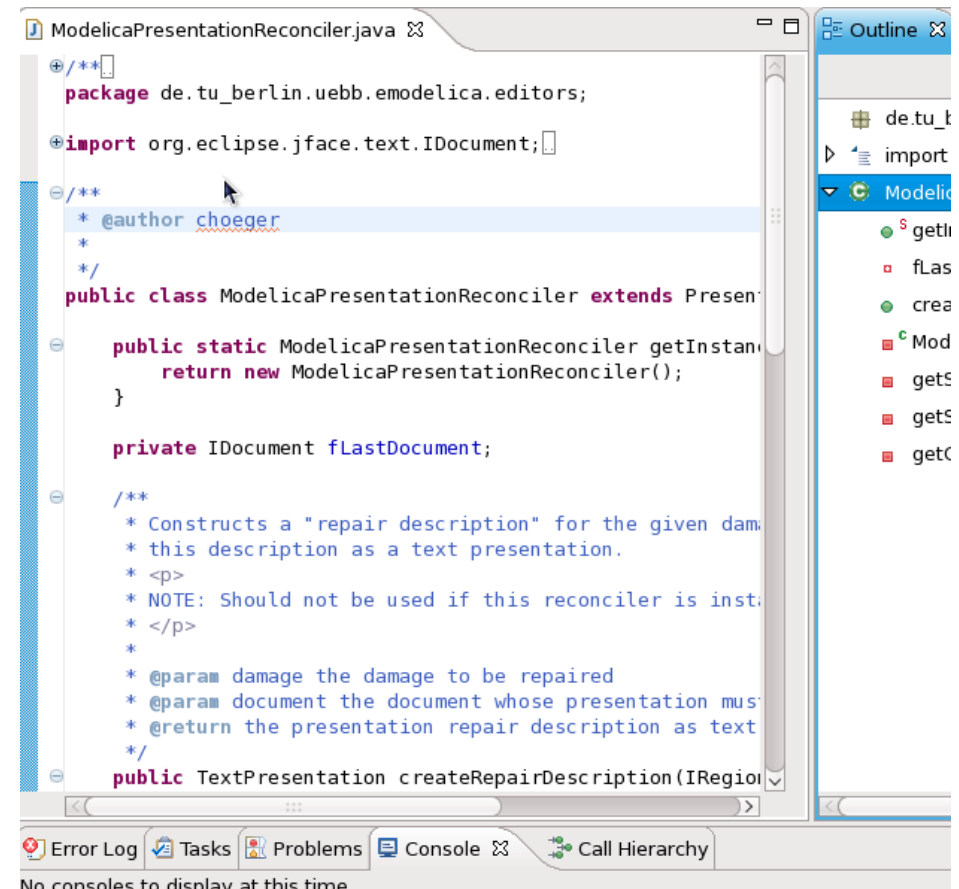 ModelicaPresentationReconciler.java
/**
package de.tu_berlin.uebb.emodelica.editors;
import org.eclipse.jface.text.IDocument;
/**
* @author choeger
*
*/
public class ModelicaPresentationReconciler extends Presen
public static ModelicaPresentationReconciler getInstan
return new ModelicaPresentationReconciler();
}
private IDocument fLastDocument;
/**
* Constructs a "repair description" for the given dam
* this description as a text presentation.
* <p>
* NOTE: Should not be used if this reconciler is inst
* </p>
*
* @param damage the damage to be repaired
* @param document the document whose presentation mus
* @return the presentation repair description as text
*/
public TextPresentation createRepairDescription(IRegion
Outline
de.tu_b
import
Modelic
S getI
fLas
crea
C Mod
getS
getS
getC
Error Log Tasks Problems Console Call Hierarchy
No consoles to display at this time.